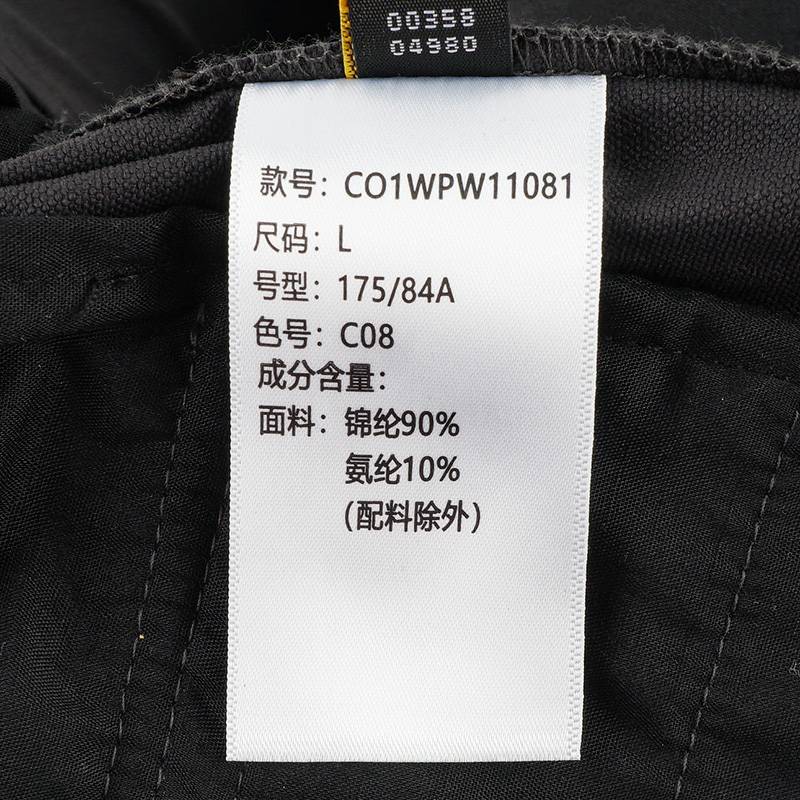 00358
04980
款号：CO1WPW11081
尺码：L
号型：175/84A
色号：C08
成分含量：
面料：锦纶90%
氨纶10%
(配料除外)